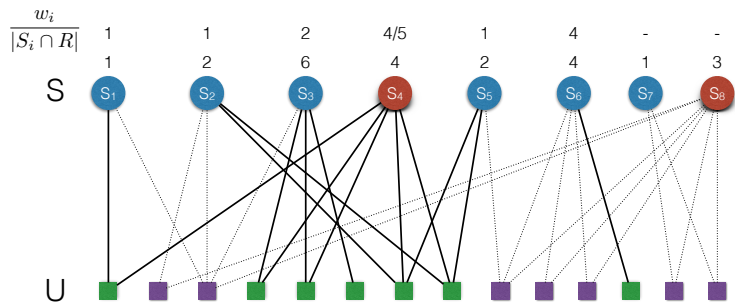 w_i / |S_i ∩ R| 1 1 2 4/5 1 4 - -
1 2 6 4 2 4 1 3
S S₁ S₂ S₃ S₄ S₅ S₆ S₇ S₈
U